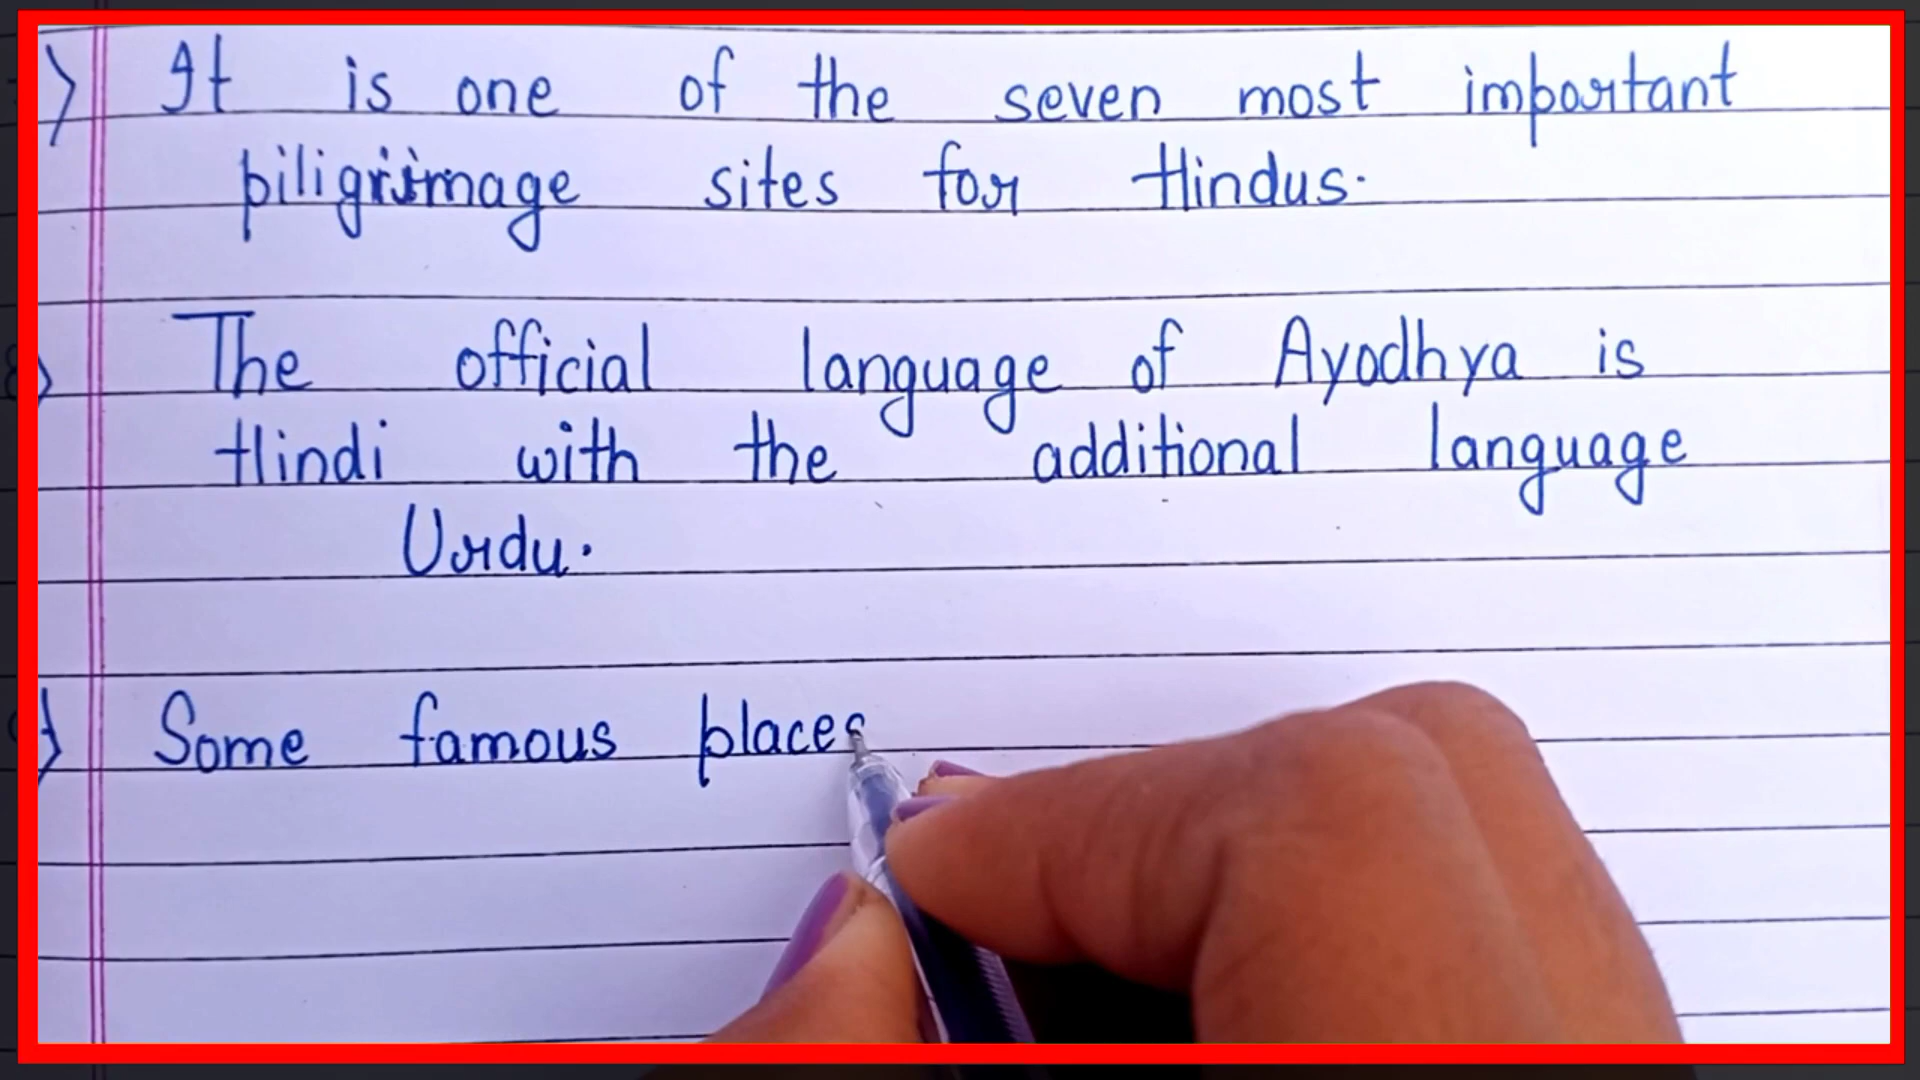 ) It is one of the seven most important
piligrimage sites for Hindus.
8) The official language of Ayodhya is
Hindi with the additional language
Urdu.
) Some famous places